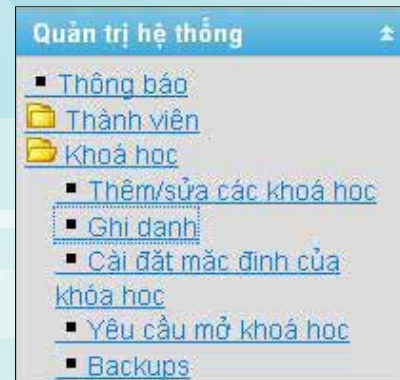 Quản trị hệ thống
Thông báo
Thành viên
Khoá học
Thêm/sửa các khoá học
Ghi danh
Cài đặt mặc định của
khóa học
Yêu cầu mở khoá học
Backups